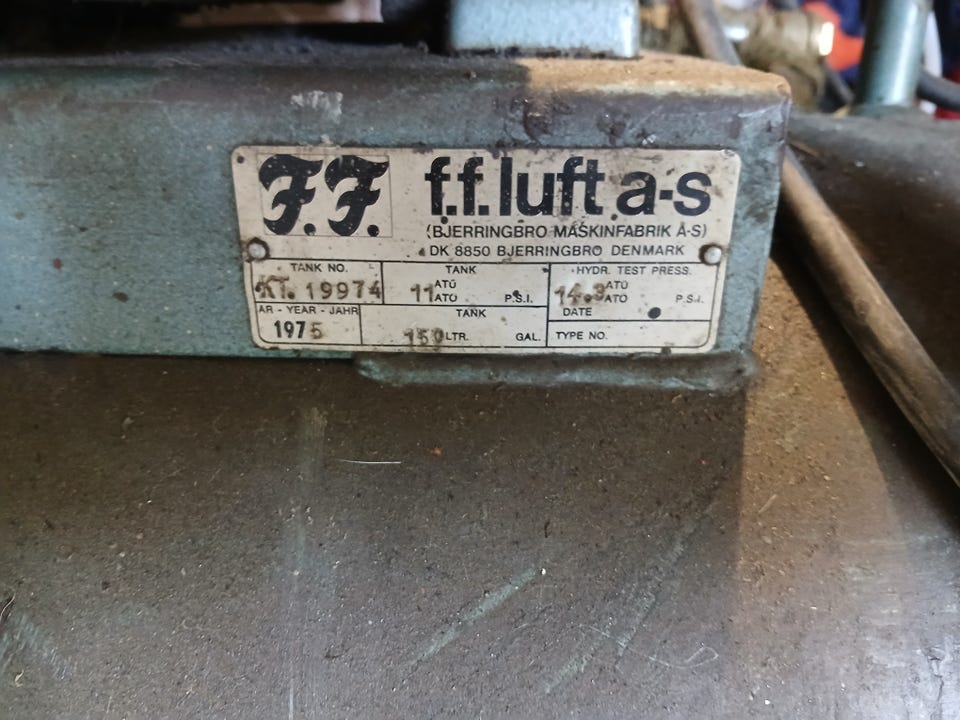 F.F. f.f. luft a-s
(BJERRINGBRO MASKINFABRIK A-S)
DK 8850 BJERRINGBRO DENMARK
TANK NO.
KT. 19974
TANK
11 ATÜ
ATO P.S.I.
HYDR. TEST PRESS.
14.3 ATÜ
ATO P.S.I.
AR - YEAR - JAHR
1975
TANK
150 LTR. GAL.
DATE
TYPE NO.